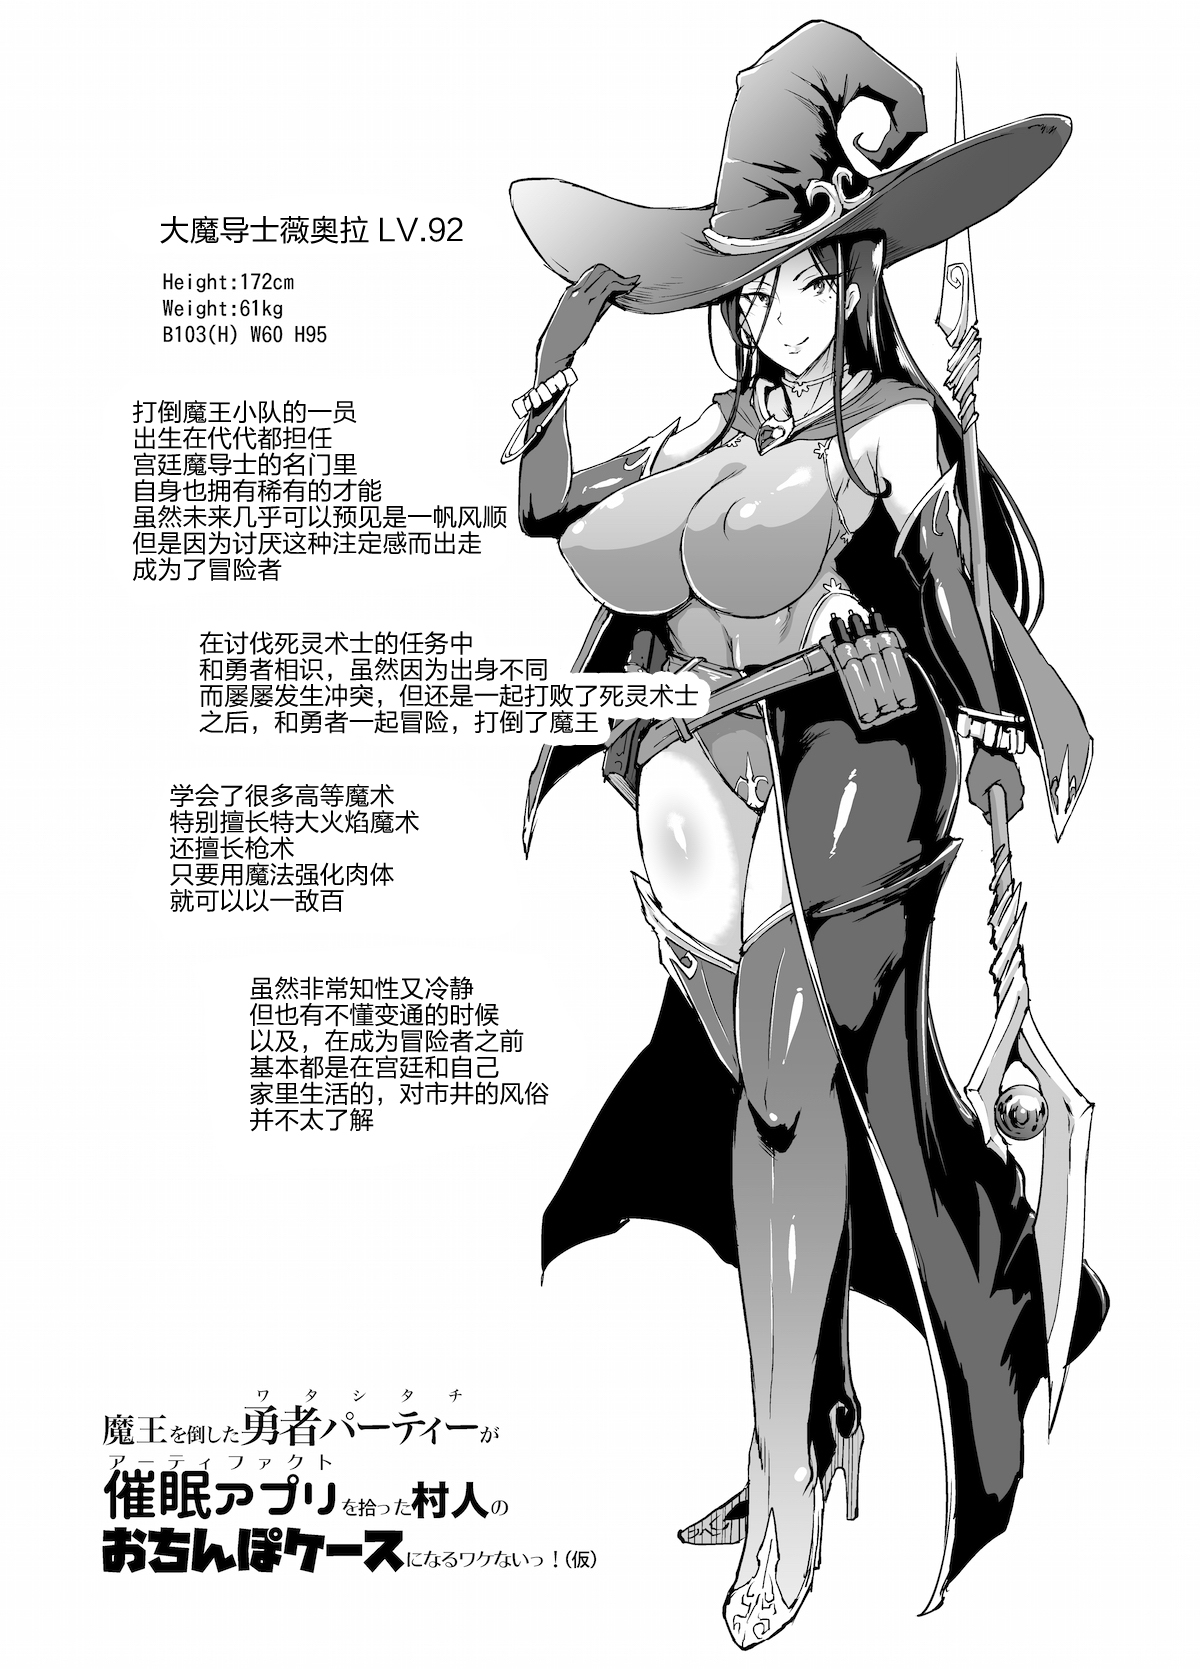 大魔导士薇奥拉 LV.92
Height:172cm
Weight:61kg
B103(H) W60 H95
打倒魔王小队的一员
出生在代代都担任
宫廷魔导士的名门里
自身也拥有稀有的才能
虽然未来几乎可以预见是一帆风顺
但是因为讨厌这种注定感而出走
成为了冒险者
在讨伐死灵术士的任务中
和勇者相识，虽然因为出身不同
而屡屡发生冲突，但还是一起打败了死灵术士
之后，和勇者一起冒险，打倒了魔王
学会了很多高等魔术
特别擅长特大火焰魔术
还擅长枪术
只要用魔法强化肉体
就可以以一敌百
虽然非常知性又冷静
但也有不懂变通的时候
以及，在成为冒险者之前
基本都是在宫廷和自己
家里生活的，对市井的风俗
并不太了解
ワタシタチ
魔王を倒した勇者パーティーが
アーティファクト
催眠アプリを拾った村人の
おちんぽケースになるワケないっ！(仮)